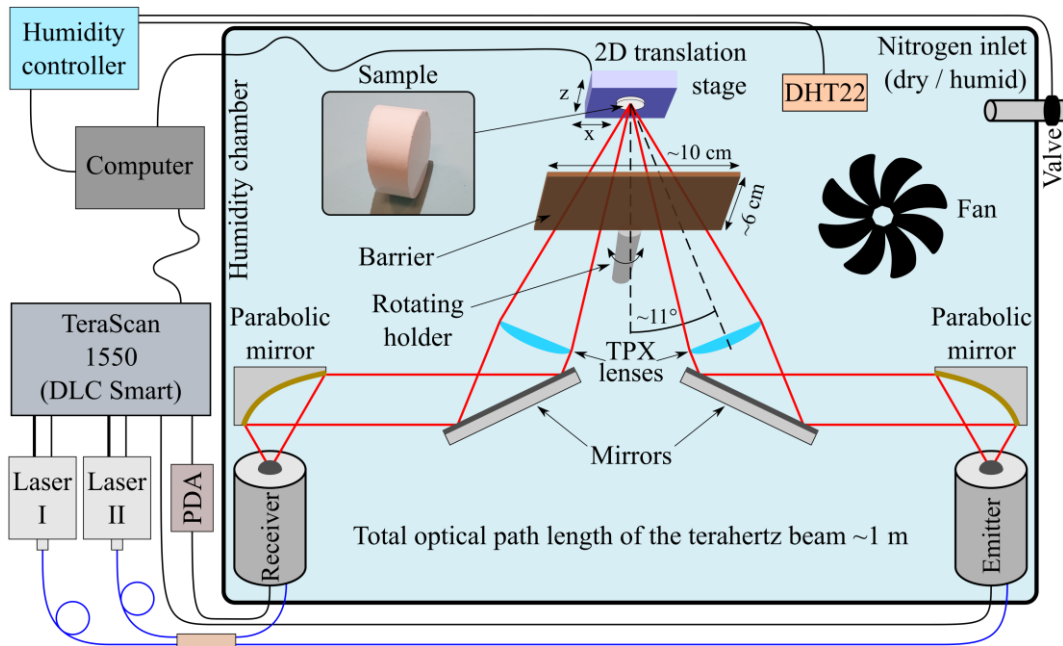 Humidity
controller
Computer
TeraScan
1550
(DLC Smart)
Laser
I
Laser
II
PDA
Humidity chamber
Sample
2D translation
stage
z
x
DHT22
Nitrogen inlet
(dry / humid)
Valve
Fan
~10 cm
~6 cm
Barrier
Rotating
holder
~11°
TPX
lenses
Parabolic
mirror
Parabolic
mirror
Mirrors
Receiver
Emitter
Total optical path length of the terahertz beam ~1 m